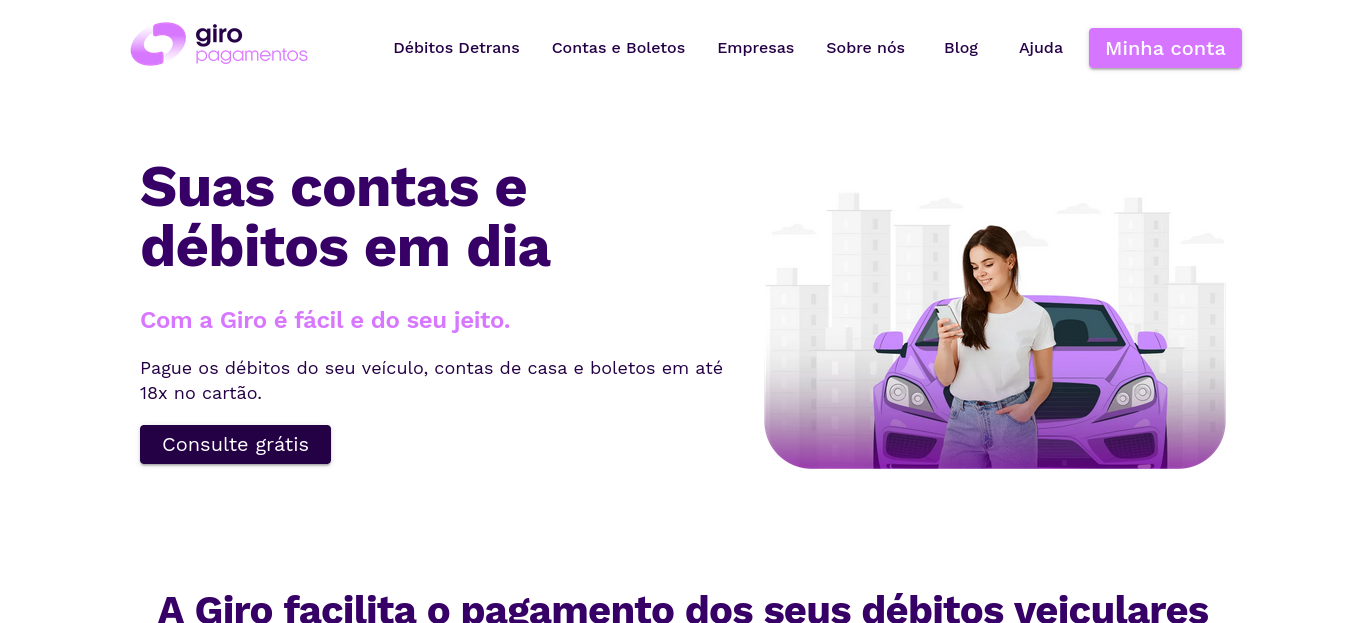 giro
pagamentos
Débitos Detrans
Contas e Boletos
Empresas
Sobre nós
Blog
Ajuda
Minha conta
Suas contas e
débitos em dia
Com a Giro é fácil e do seu jeito.
Pague os débitos do seu veículo, contas de casa e boletos em até
18x no cartão.
Consulte grátis
A Giro facilita o pagamento dos seus débitos veiculares